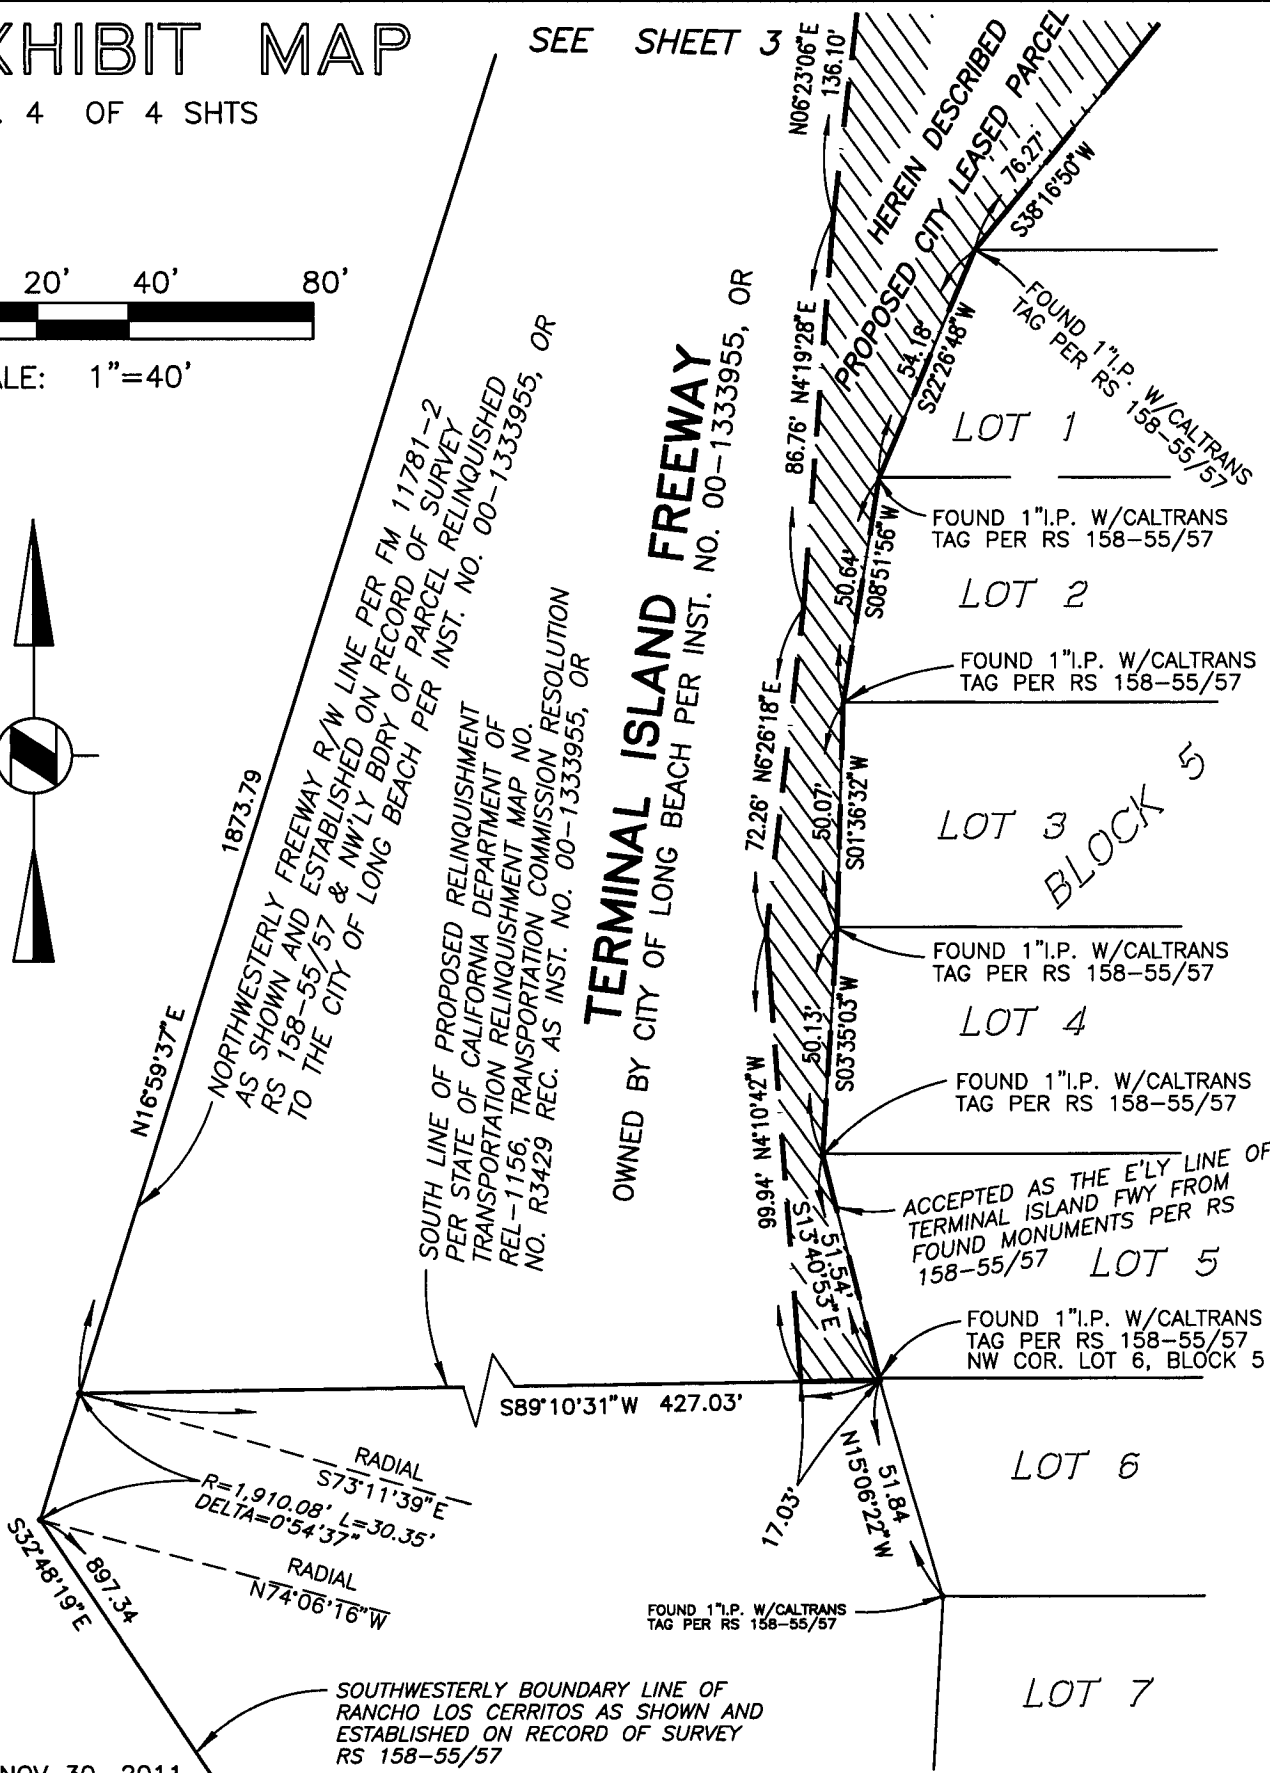 EXHIBIT MAP
SEE SHEET 3
. 4 OF 4 SHTS
20' 40' 80'
ALE: 1"=40'
N06°23'06"E
136.10'
HEREIN DESCRIBED
PROPOSED CITY LEASED PARCEL
76.27'
S38°16'50"W
FOUND 1"I.P. W/CALTRANS
TAG PER RS 158-55/57
86.76' N4°19'28"E
54.18'
S22°26'48"W
LOT 1
FOUND 1"I.P. W/CALTRANS
TAG PER RS 158-55/57
50.64'
S08°51'56"W
LOT 2
FOUND 1"I.P. W/CALTRANS
TAG PER RS 158-55/57
72.26' N6°26'18"E
50.07'
S01°36'32"W
LOT 3
BLOCK 5
FOUND 1"I.P. W/CALTRANS
TAG PER RS 158-55/57
50.13'
S03°35'03"W
LOT 4
FOUND 1"I.P. W/CALTRANS
TAG PER RS 158-55/57
99.94' N4°10'42"W
51.54'
S13°40'53"E
ACCEPTED AS THE E'LY LINE OF
TERMINAL ISLAND FWY FROM
FOUND MONUMENTS PER RS
158-55/57
LOT 5
FOUND 1"I.P. W/CALTRANS
TAG PER RS 158-55/57
NW COR. LOT 6, BLOCK 5
1873.79
N16°59'37"E
NORTHWESTERLY FREEWAY R/W LINE PER FM 11781-2
AS SHOWN AND ESTABLISHED ON RECORD OF SURVEY
RS 158-55/57 & NW'LY BDRY OF PARCEL RELINQUISHED
TO THE CITY OF LONG BEACH PER INST. NO. 00-1333955, OR
SOUTH LINE OF PROPOSED RELINQUISHMENT
PER STATE OF CALIFORNIA DEPARTMENT OF
TRANSPORTATION RELINQUISHMENT MAP NO.
REL-1156, TRANSPORTATION COMMISSION RESOLUTION
NO. R3429 REC. AS INST. NO. 00-1333955, OR
TERMINAL ISLAND FREEWAY
OWNED BY CITY OF LONG BEACH PER INST. NO. 00-1333955, OR
S89°10'31"W 427.03'
17.03'
51.84
N15°06'22"W
LOT 6
RADIAL
S73°11'39"E
R=1,910.08' L=30.35'
DELTA=0°54'37"
RADIAL
N74°06'16"W
897.34
S32°48'19"E
FOUND 1"I.P. W/CALTRANS
TAG PER RS 158-55/57
LOT 7
SOUTHWESTERLY BOUNDARY LINE OF
RANCHO LOS CERRITOS AS SHOWN AND
ESTABLISHED ON RECORD OF SURVEY
RS 158-55/57
NOV 30, 2011